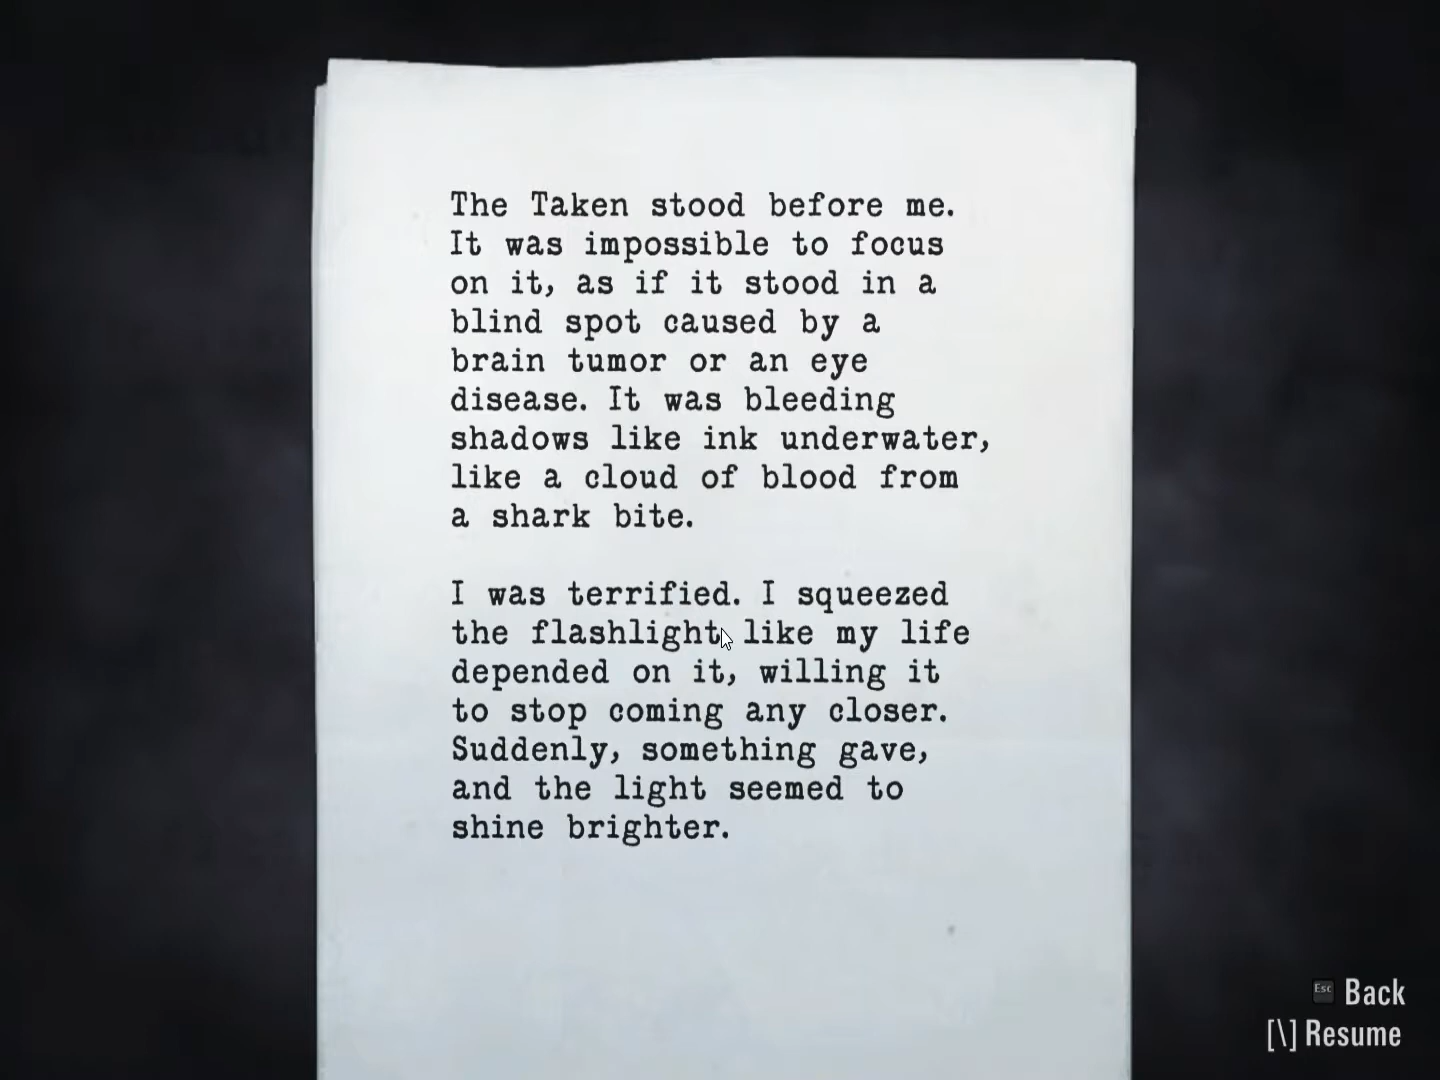 The Taken stood before me.
It was impossible to focus
on it, as if it stood in a
blind spot caused by a
brain tumor or an eye
disease. It was bleeding
shadows like ink underwater,
like a cloud of blood from
a shark bite.
I was terrified. I squeezed
the flashlight like my life
depended on it, willing it
to stop coming any closer.
Suddenly, something gave,
and the light seemed to
shine brighter.
Esc Back
[\] Resume